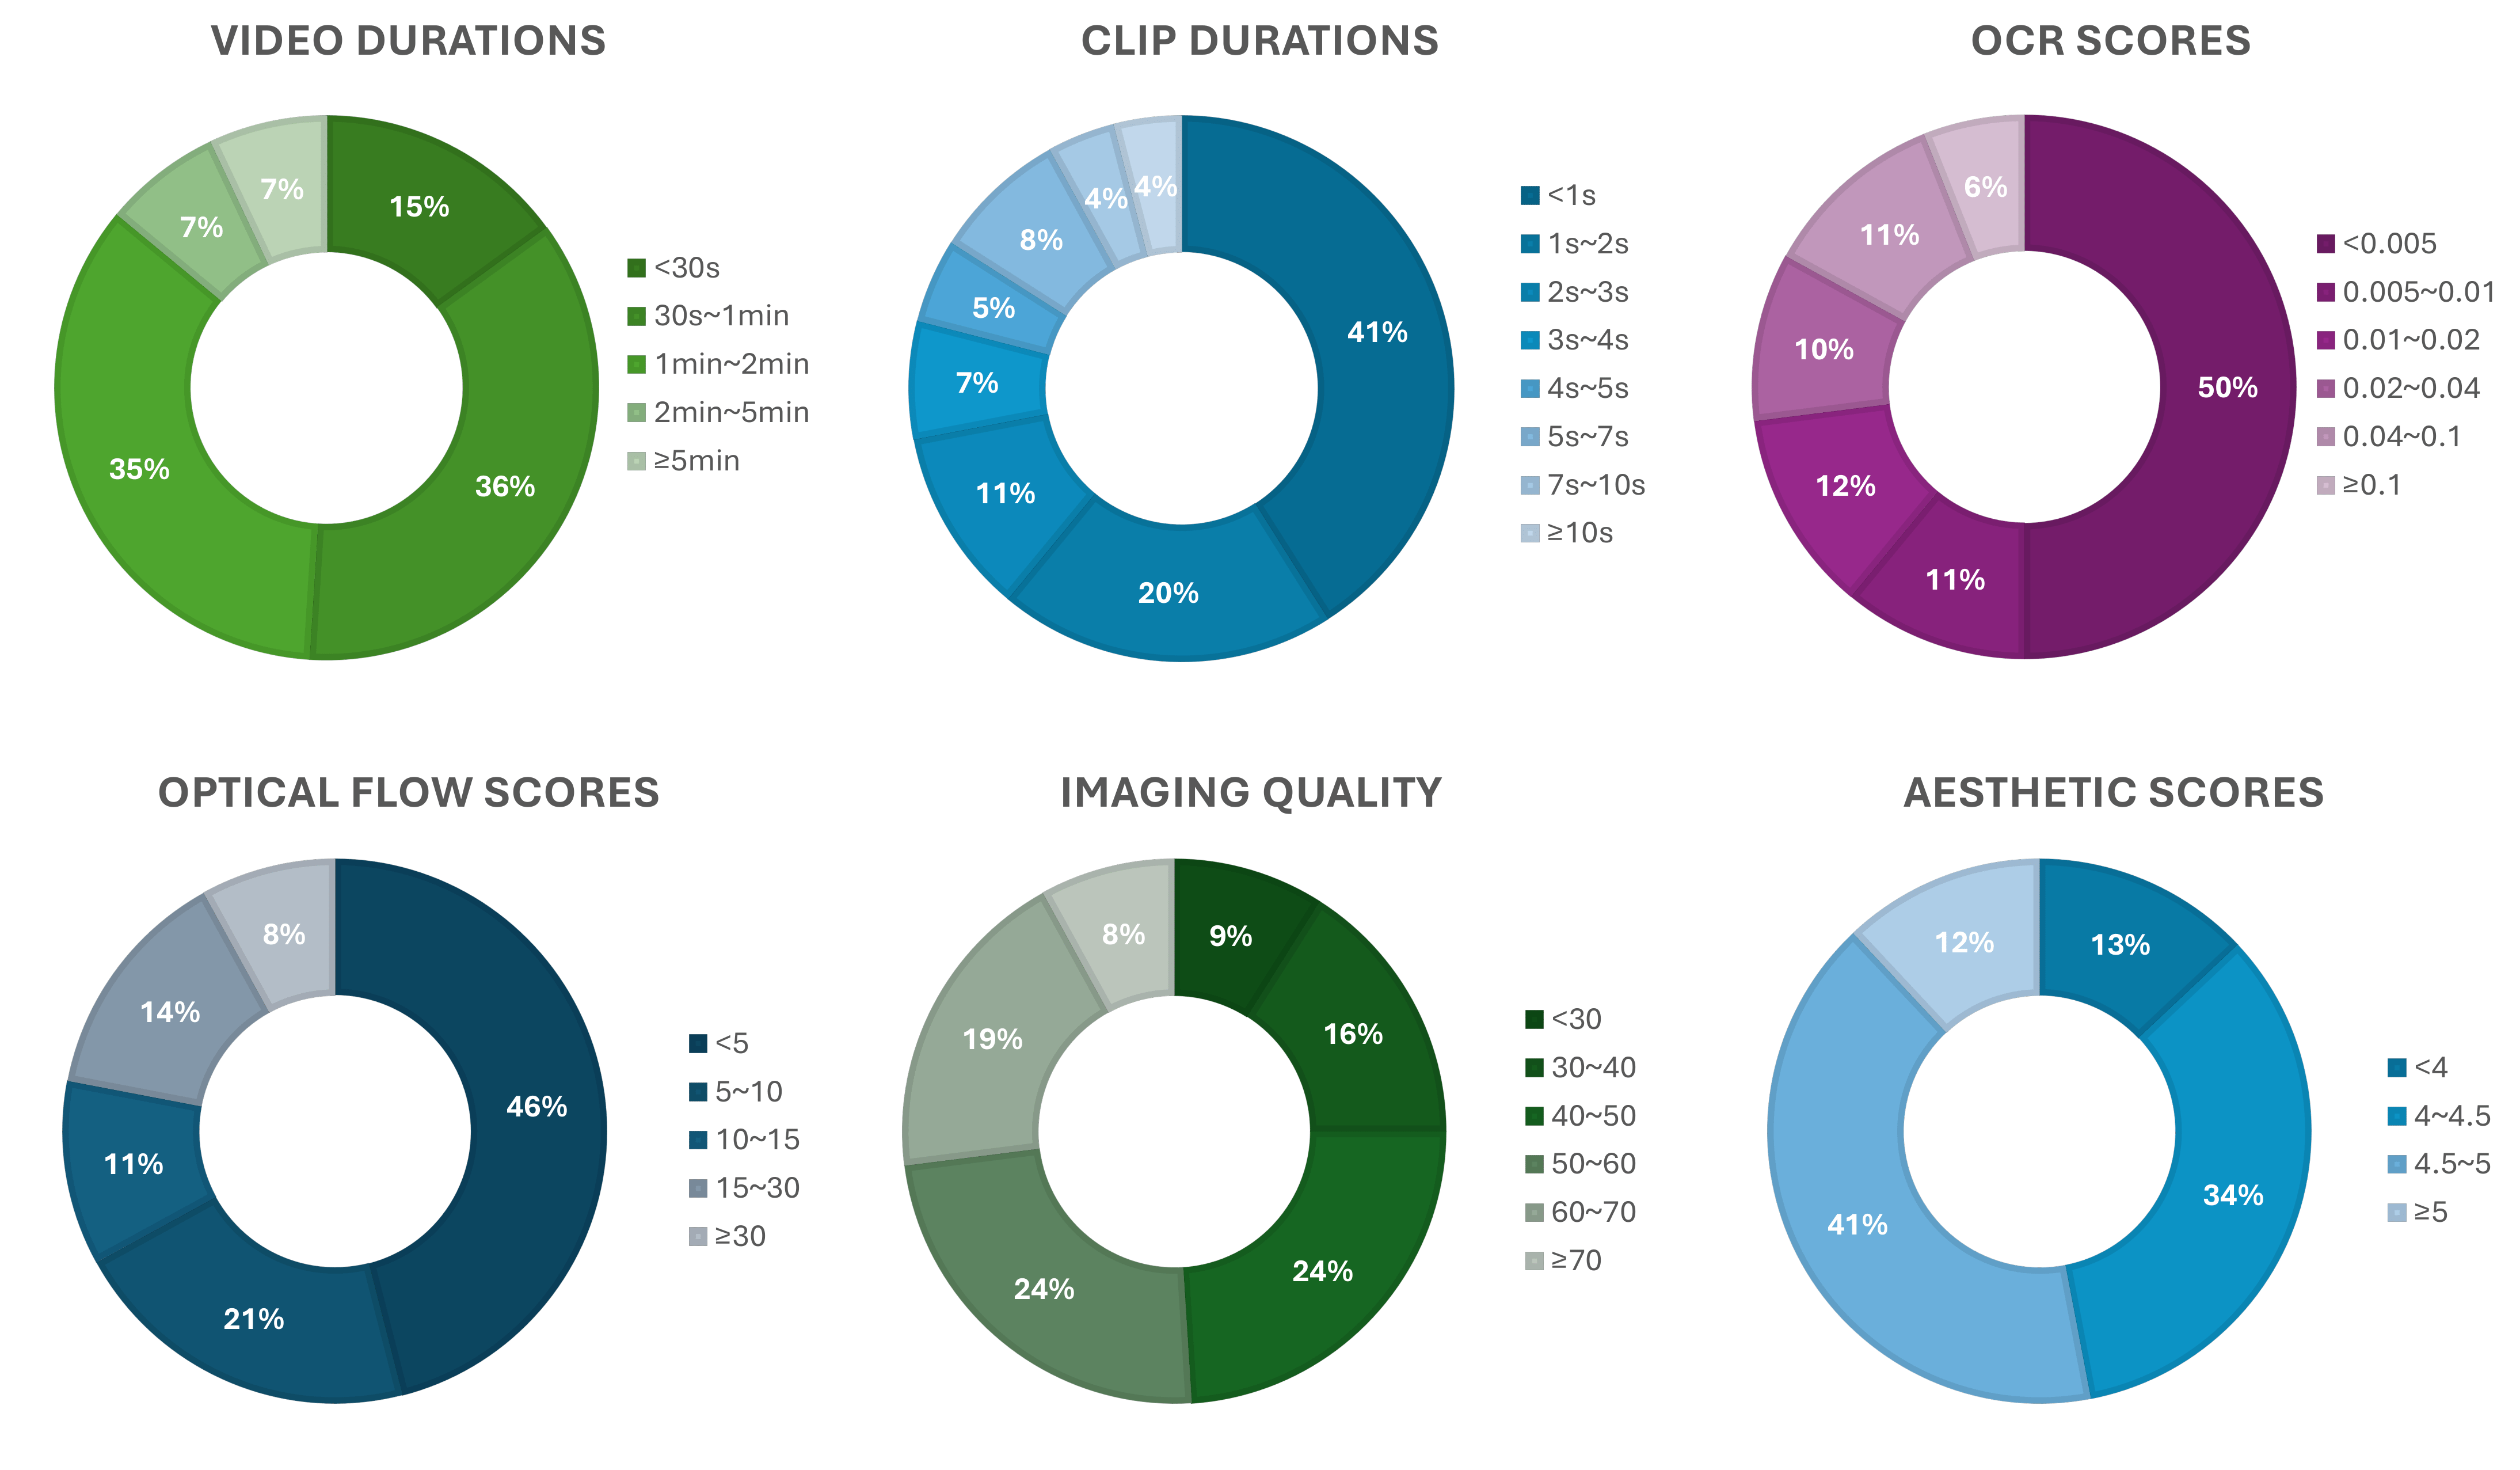 VIDEO DURATIONS
15%
36%
35%
7%
7%
<30s
30s~1min
1min~2min
2min~5min
≥5min
CLIP DURATIONS
41%
20%
11%
7%
5%
8%
4%
4%
<1s
1s~2s
2s~3s
3s~4s
4s~5s
5s~7s
7s~10s
≥10s
OCR SCORES
50%
11%
12%
10%
11%
6%
<0.005
0.005~0.01
0.01~0.02
0.02~0.04
0.04~0.1
≥0.1
OPTICAL FLOW SCORES
46%
21%
11%
14%
8%
<5
5~10
10~15
15~30
≥30
IMAGING QUALITY
9%
16%
24%
24%
19%
8%
<30
30~40
40~50
50~60
60~70
≥70
AESTHETIC SCORES
13%
34%
41%
12%
<4
4~4.5
4.5~5
≥5